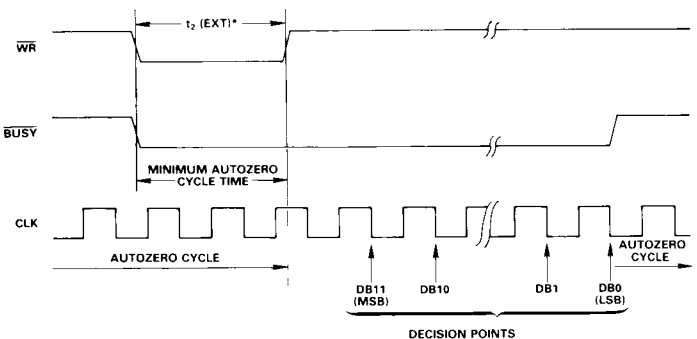 t₂ (EXT)*
WR
BUSY
MINIMUM AUTOZERO
CYCLE TIME
CLK
AUTOZERO CYCLE
AUTOZERO
CYCLE
DB11
(MSB)
DB10
DB1
DB0
(LSB)
DECISION POINTS